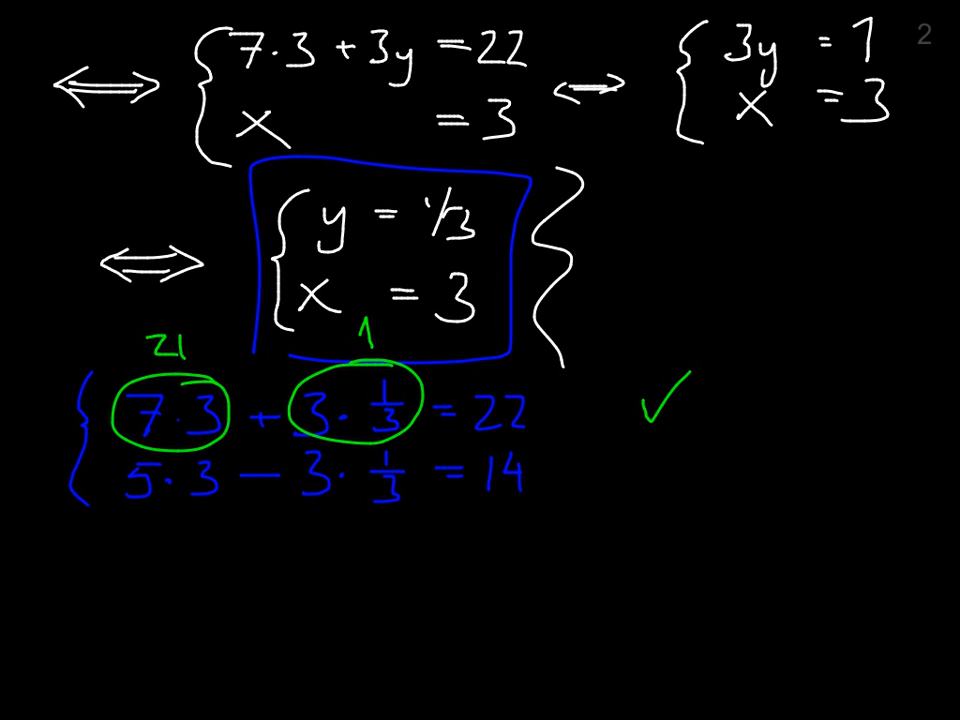 ⟺ { 7·3 + 3y = 22 ⟺ { 3y = 1 2
x = 3 x = 3
⟺ { y = 1/3
x = 3
21 1
{ 7·3 + 3·1/3 = 22 ✓
5·3 − 3·1/3 = 14